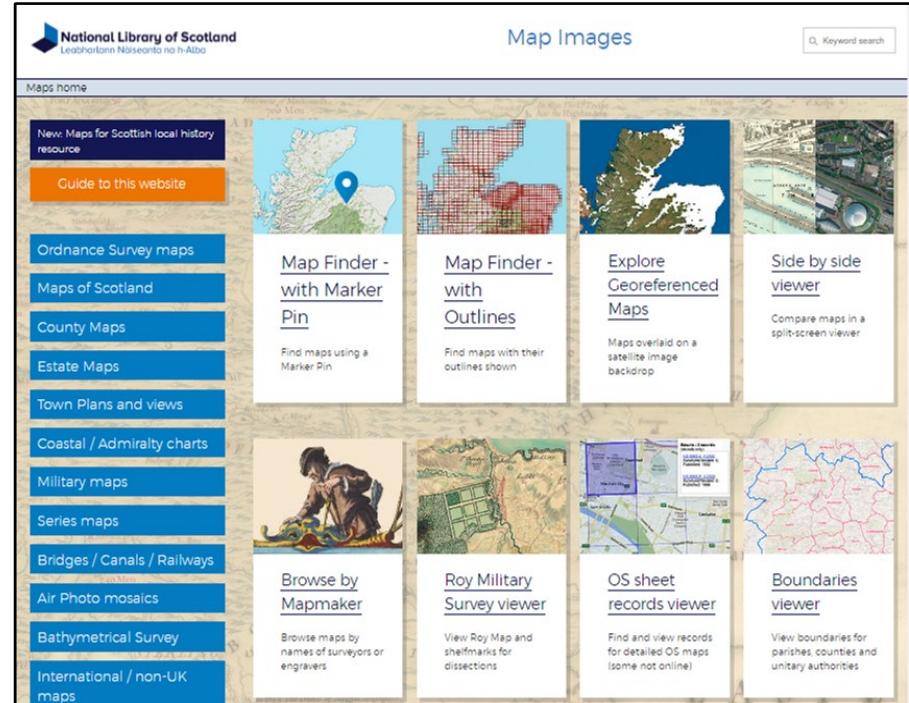 National Library of Scotland
Leabharlann Nàiseanta na h-Alba
Map Images
Keyword search
Maps home
New: Maps for Scottish local history
resource
Guide to this website
Ordnance Survey maps
Maps of Scotland
County Maps
Estate Maps
Town Plans and views
Coastal / Admiralty charts
Military maps
Series maps
Bridges / Canals / Railways
Air Photo mosaics
Bathymetrical Survey
International / non-UK
maps
Map Finder -
with Marker
Pin
Find maps using a
Marker Pin
Map Finder -
with
Outlines
Find maps with their
outlines shown
Explore
Georeferenced
Maps
Maps overlaid on a
satellite image
backdrop
Side by side
viewer
Compare maps in a
split-screen viewer
Browse by
Mapmaker
Browse maps by
names of surveyors or
engravers
Roy Military
Survey viewer
View Roy Map and
shelfmarks for
dissections
OS sheet
records viewer
Find and view records
for detailed OS maps
(some not online)
Boundaries
viewer
View boundaries for
parishes, counties and
unitary authorities